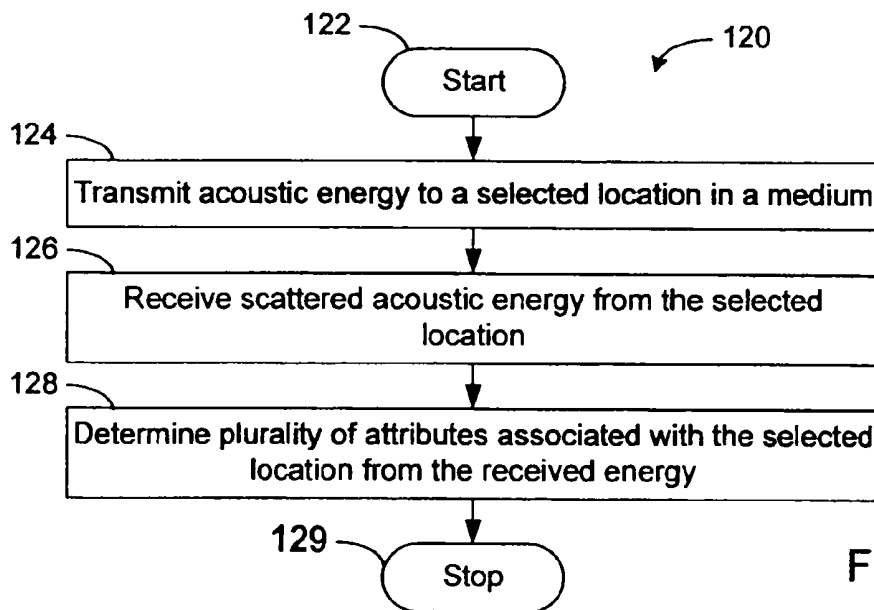 122
120
Start
124
Transmit acoustic energy to a selected location in a medium
126
Receive scattered acoustic energy from the selected
location
128
Determine plurality of attributes associated with the selected
location from the received energy
129
Stop
F